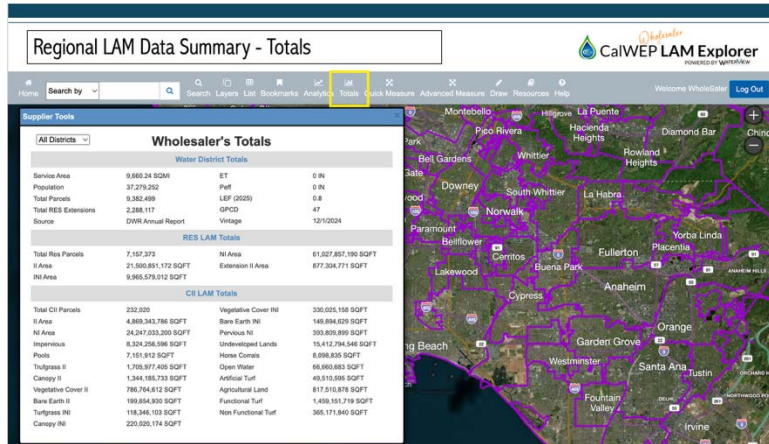 Regional LAM Data Summary - Totals
Wholesaler
CalWEP LAM Explorer
POWERED BY WATERVIEW
Home Search by Search Layers List Bookmarks Analytics Totals Quick Measure Advanced Measure Draw Resources Help Welcome WholeSaler Log Out
Supplier Tools
All Districts Wholesaler's Totals
Water District Totals
Service Area 9,660.24 SQMI ET 0 IN
Population 37,279,252 Peff 0 IN
Total Parcels 9,382,499 LEF (2025) 0.8
Total RES Extensions 2,288,117 GPCD 47
Source DWR Annual Report Vintage 12/1/2024
RES LAM Totals
Total Res Parcels 7,157,373 NI Area 61,027,857,190 SQFT
II Area 21,500,851,172 SQFT Extension II Area 877,304,771 SQFT
INI Area 9,965,579,012 SQFT
CII LAM Totals
Total CII Parcels 232,020 Vegetative Cover INI 330,025,158 SQFT
II Area 4,869,343,786 SQFT Bare Earth INI 149,894,629 SQFT
NI Area 24,247,033,200 SQFT Pervious NI 393,809,899 SQFT
Impervious 8,324,256,596 SQFT Undeveloped Lands 15,412,794,546 SQFT
Pools 7,151,912 SQFT Horse Corrals 8,098,835 SQFT
Trufgrass II 1,705,977,405 SQFT Open Water 66,660,683 SQFT
Canopy II 1,344,185,733 SQFT Artificial Turf 49,510,595 SQFT
Vegetative Cover II 786,764,612 SQFT Agricultural Land 817,510,878 SQFT
Bare Earth II 199,654,930 SQFT Functional Turf 1,459,151,719 SQFT
Turfgrass INI 118,346,103 SQFT Non Functional Turf 365,171,840 SQFT
Canopy INI 220,020,174 SQFT
Montebello
Hillgrove
La Puente
Hacienda Heights
Diamond Bar
Chino
Pico Rivera
Park
Bell Gardens
Whittier
Rowland Heights
Gate
Downey
South Whittier
La Habra
Norwalk
Paramount
Bellflower
Cerritos
Buena Park
Fullerton
Placentia
Yorba Linda
Lakewood
ANAHEIM HILLS
Anaheim
Cypress
Orange
ng Beach
Garden Grove
Westminster
Santa Ana
Tustin
Fountain Valley
DELHI
Irvine